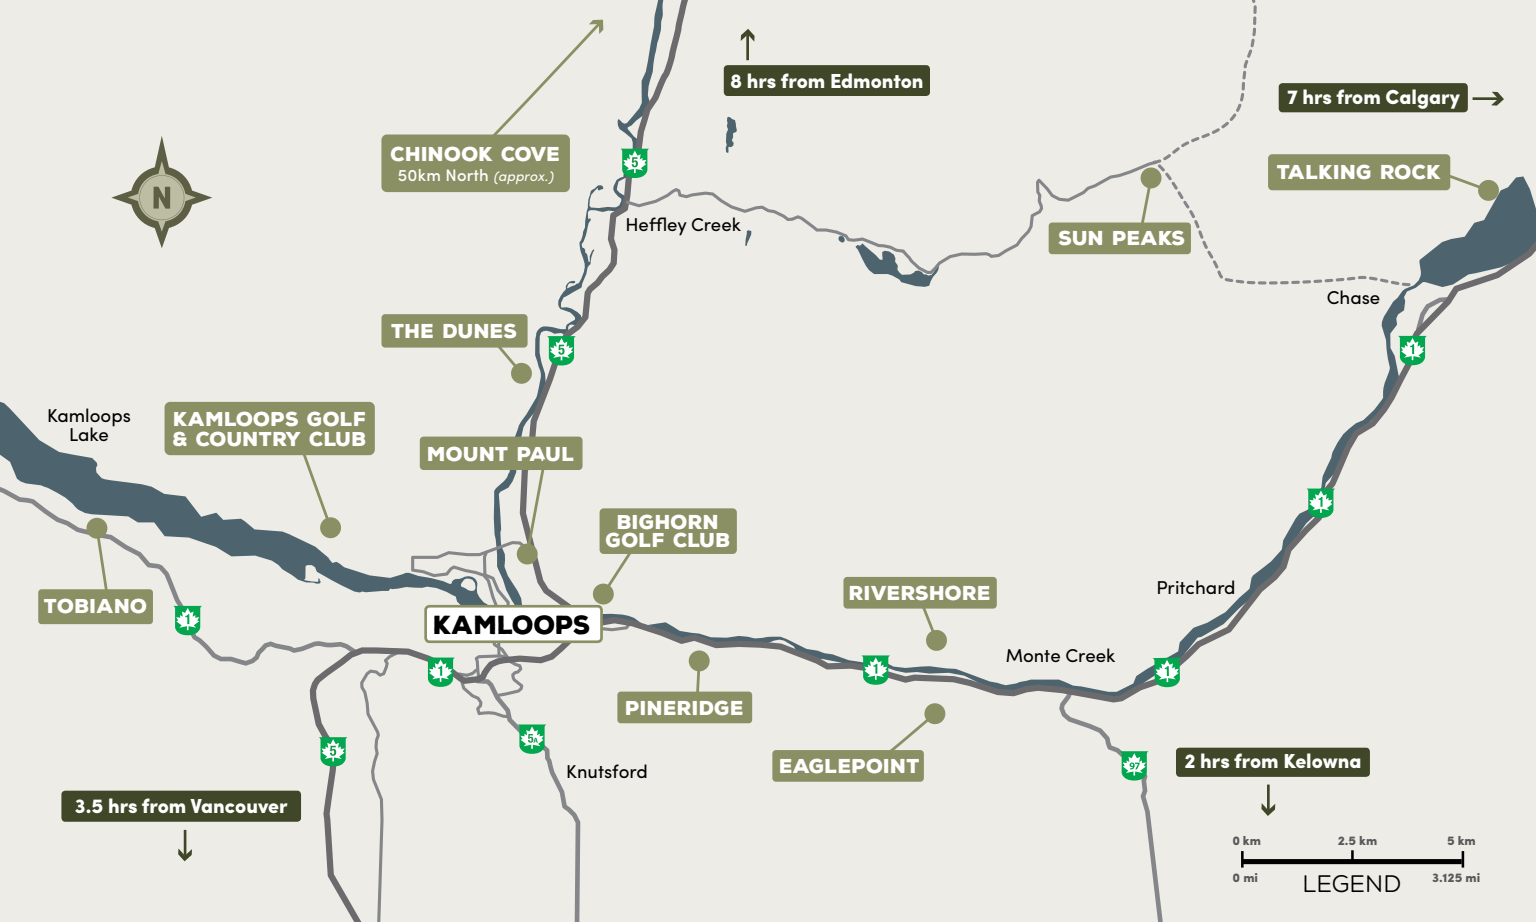 8 hrs from Edmonton
7 hrs from Calgary
CHINOOK COVE
50km North (approx.)
5
TALKING ROCK
N
Heffley Creek
SUN PEAKS
Chase
THE DUNES
5
1
Kamloops
Lake
KAMLOOPS GOLF
& COUNTRY CLUB
MOUNT PAUL
1
BIGHORN
GOLF CLUB
Pritchard
RIVERSHORE
TOBIANO
1
KAMLOOPS
Monte Creek
1
1
1
PINERIDGE
5A
5
EAGLEPOINT
97
2 hrs from Kelowna
Knutsford
3.5 hrs from Vancouver
0 km 2.5 km 5 km
0 mi 3.125 mi
LEGEND